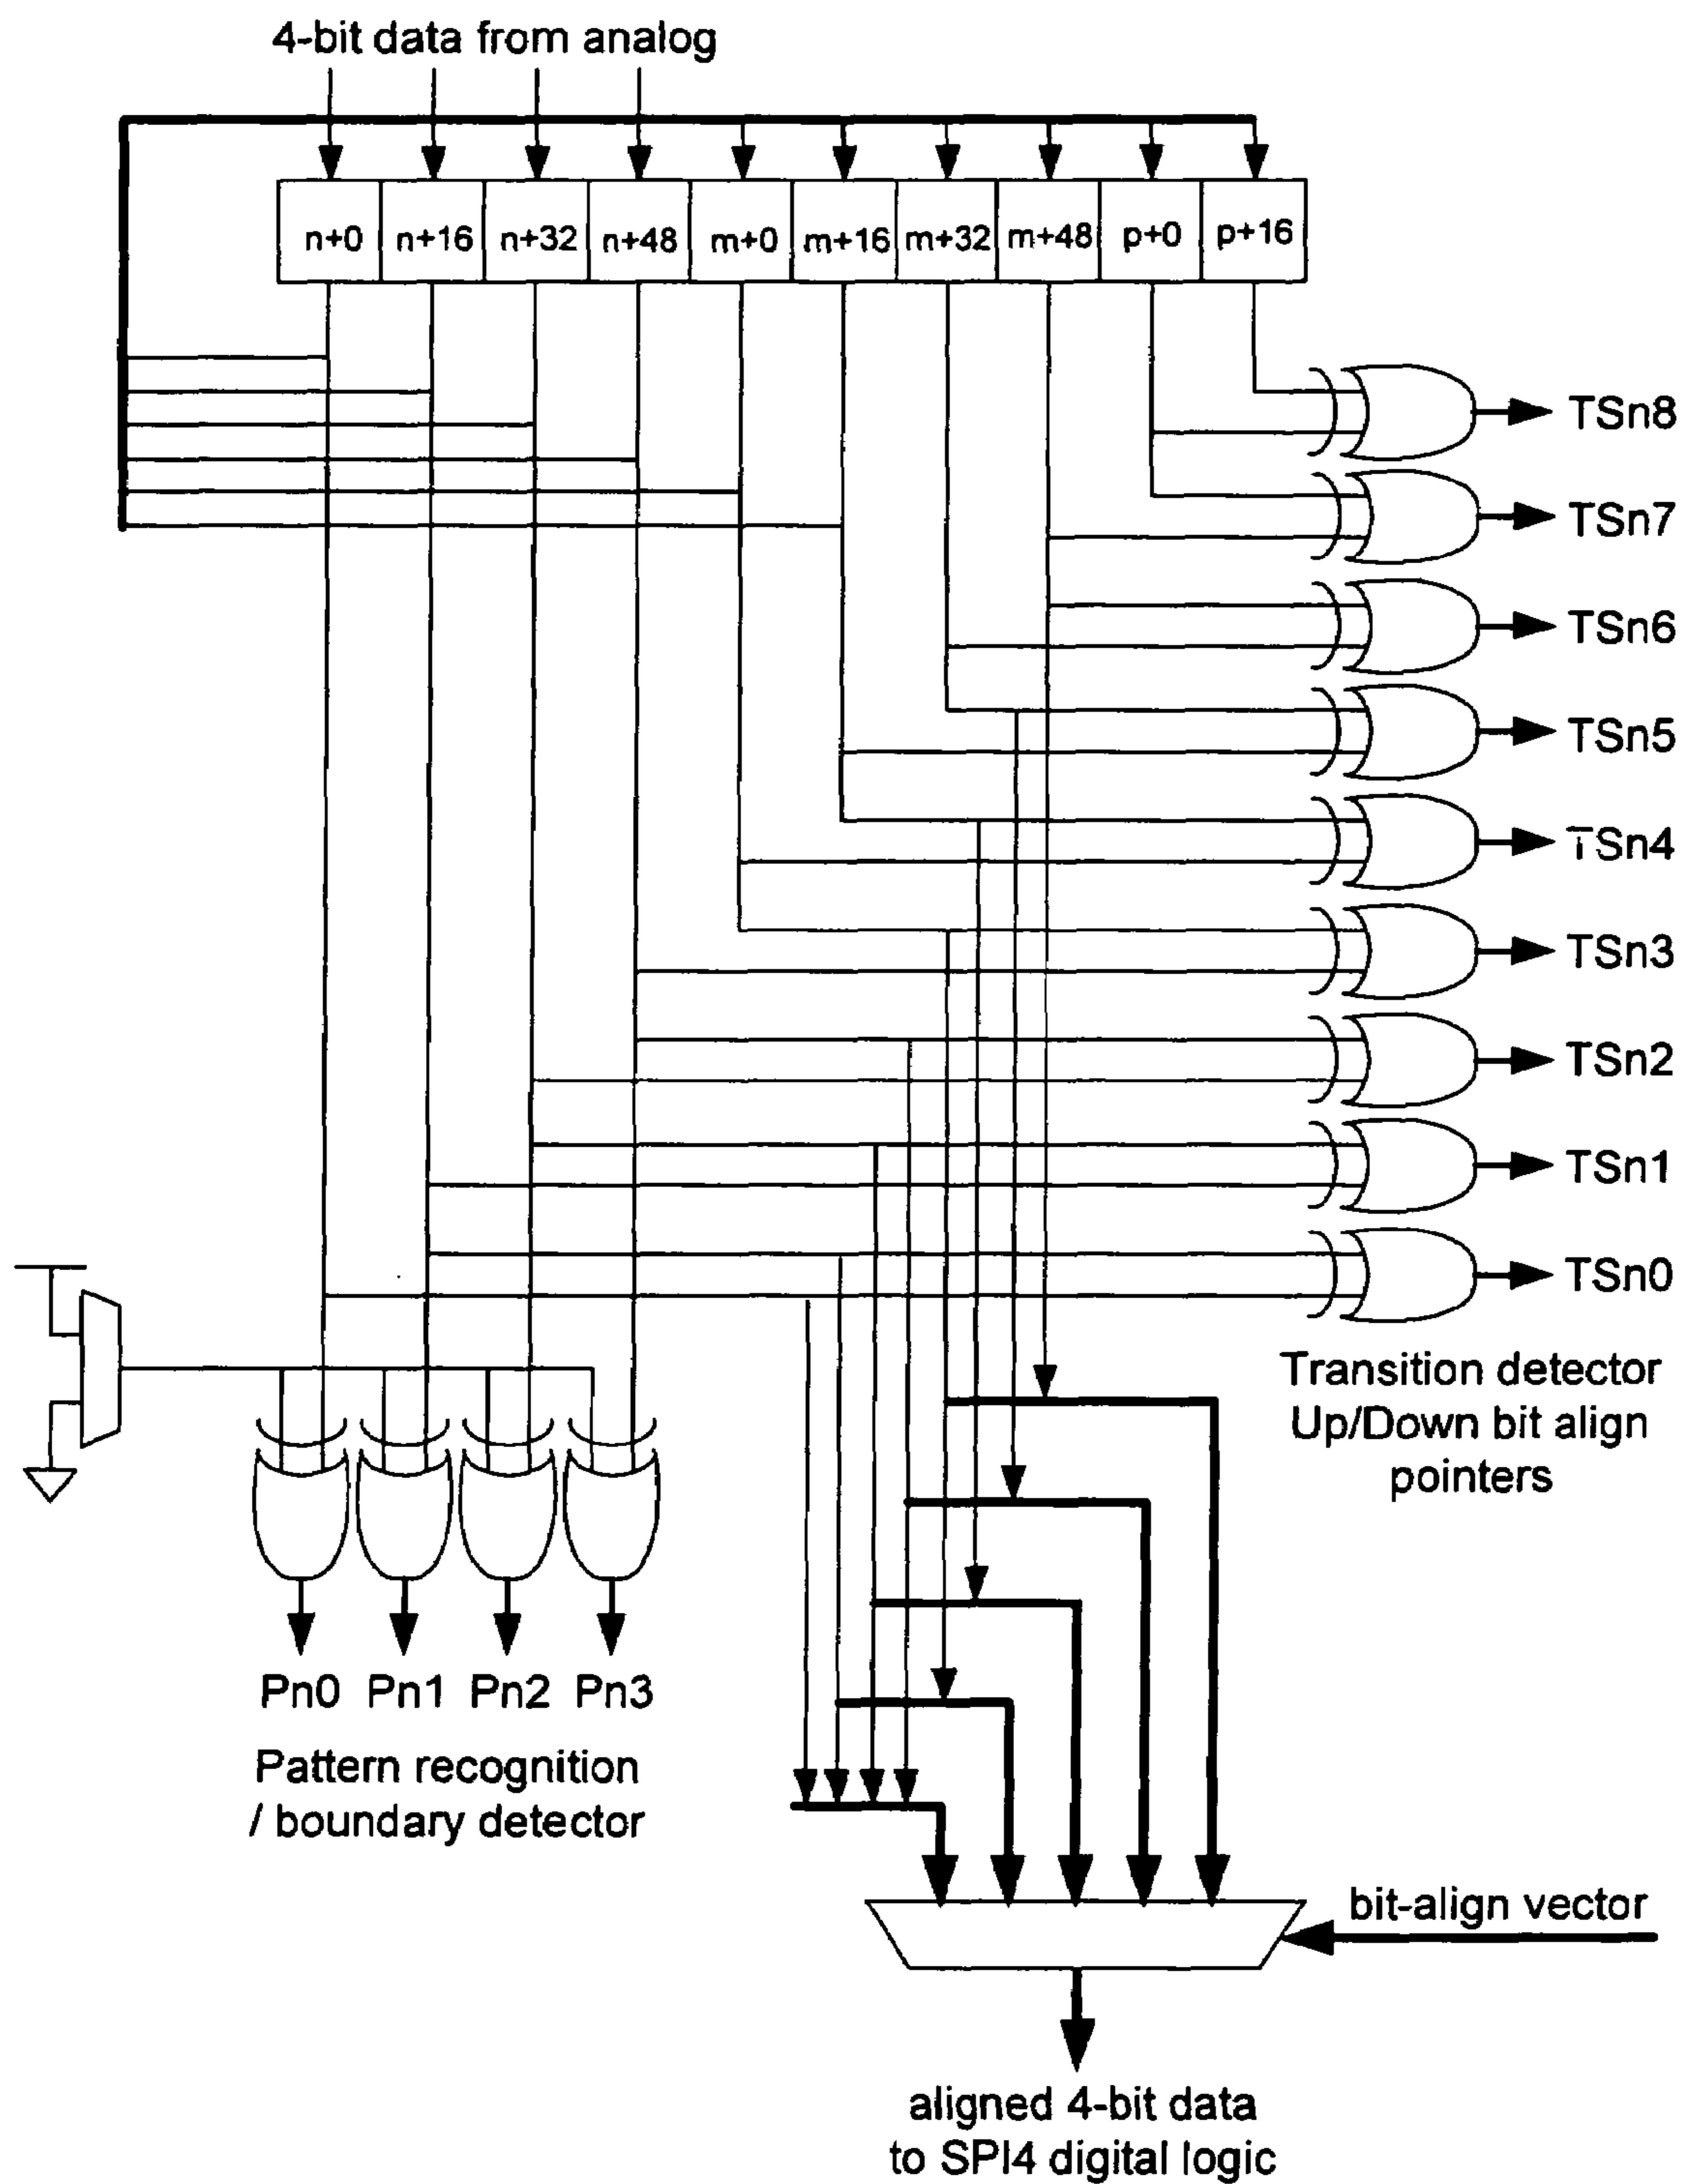 4-bit data from analog
n+0 n+16 n+32 n+48 m+0 m+16 m+32 m+48 p+0 p+16
TSn8
TSn7
TSn6
TSn5
TSn4
TSn3
TSn2
TSn1
TSn0
Transition detector
Up/Down bit align
pointers
Pn0 Pn1 Pn2 Pn3
Pattern recognition
/ boundary detector
bit-align vector
aligned 4-bit data
to SPI4 digital logic